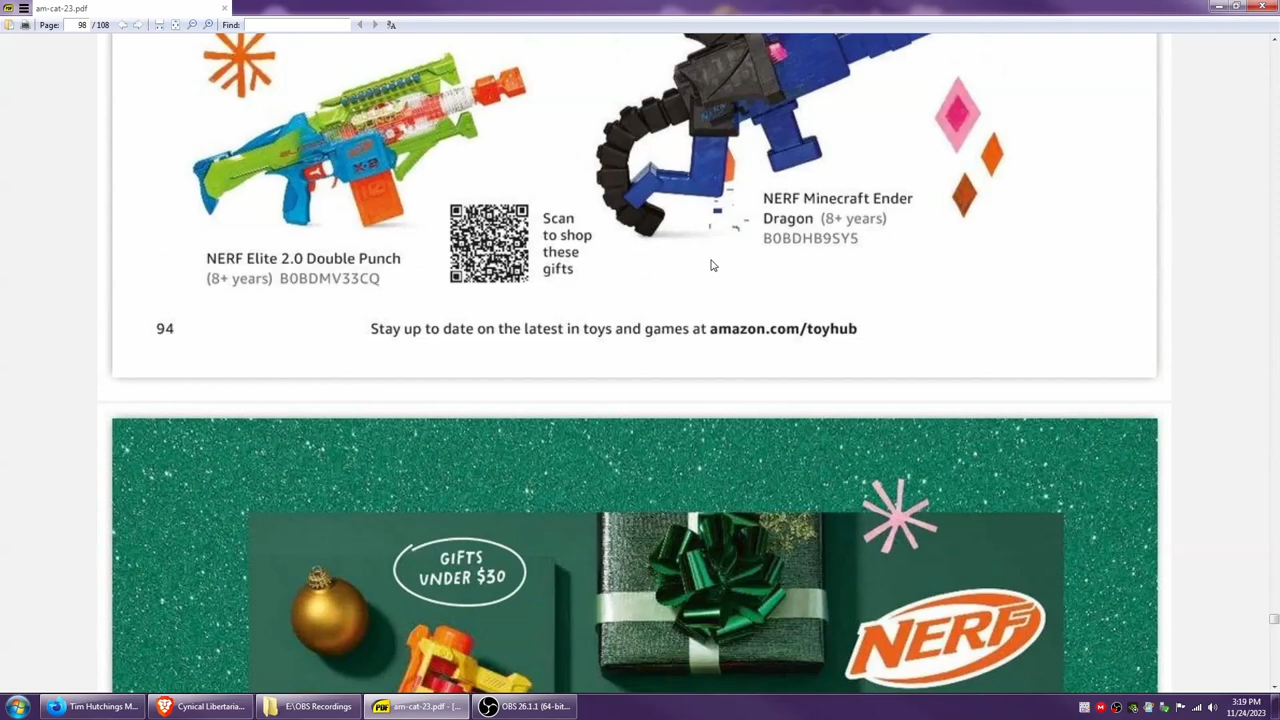 am-cat-23.pdf
Page: 98 / 108
Find:
NERF
X-2
NERF Minecraft Ender
Dragon (8+ years)
B0BDHB9SY5
Scan
to shop
these
gifts
NERF Elite 2.0 Double Punch
(8+ years) B0BDMV33CQ
94
Stay up to date on the latest in toys and games at amazon.com/toyhub
GIFTS
UNDER $30
NERF
Tim Hutchings M...
Cynical Libertaria...
E:\OBS Recordings
am-cat-23.pdf - [...
OBS 26.1.1 (64-bit...
3:19 PM
11/24/2023